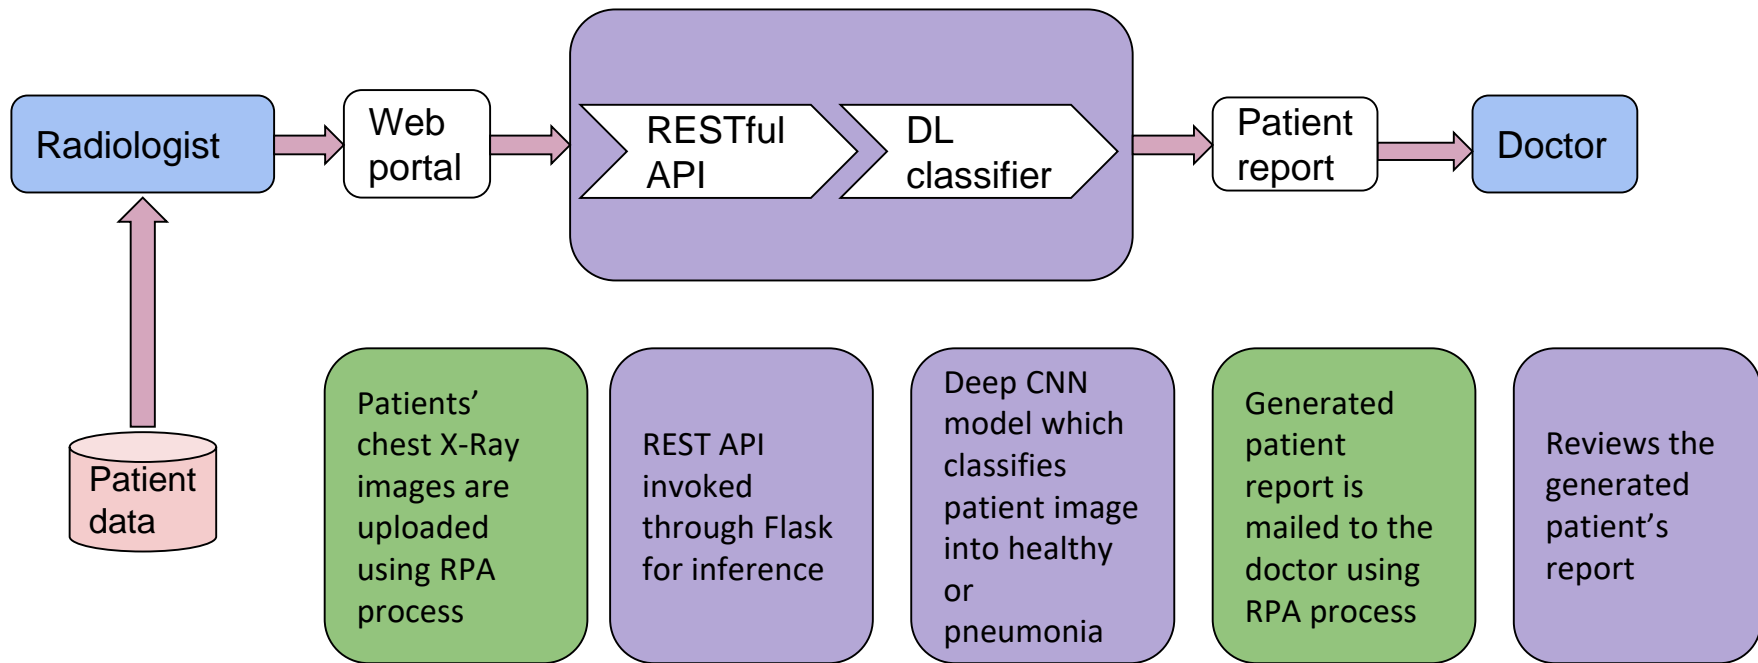 Radiologist
Web
portal
RESTful
API
DL
classifier
Patient
report
Doctor
Patient
data
Patients’
chest X-Ray
images are
uploaded
using RPA
process
REST API
invoked
through Flask
for inference
Deep CNN
model which
classifies
patient image
into healthy
or
pneumonia
Generated
patient
report is
mailed to the
doctor using
RPA process
Reviews the
generated
patient’s
report